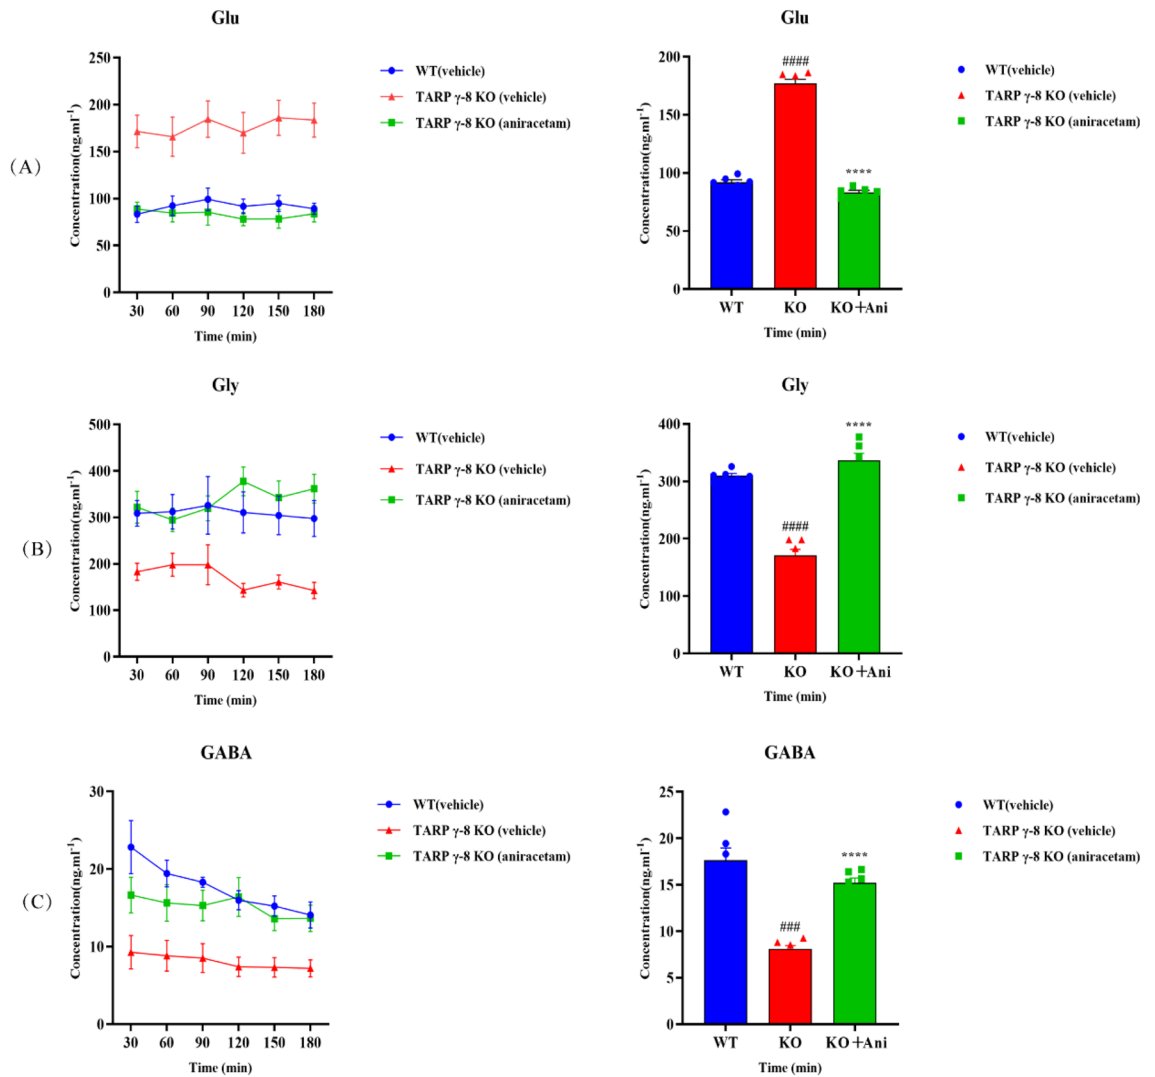 Glu
(A)
Concentration(ng.ml⁻¹)
250
200
150
100
50
0
30 60 90 120 150 180
Time (min)
WT(vehicle)
TARP γ-8 KO (vehicle)
TARP γ-8 KO (aniracetam)
Glu
Concentration(ng.ml⁻¹)
200
150
100
50
0
####
****
WT KO KO+Ani
Time (min)
WT(vehicle)
TARP γ-8 KO (vehicle)
TARP γ-8 KO (aniracetam)
Gly
(B)
Concentration(ng.ml⁻¹)
500
400
300
200
100
0
30 60 90 120 150 180
Time (min)
WT(vehicle)
TARP γ-8 KO (vehicle)
TARP γ-8 KO (aniracetam)
Gly
Concentration(ng.ml⁻¹)
400
300
200
100
0
####
****
WT KO KO+Ani
Time (min)
WT(vehicle)
TARP γ-8 KO (vehicle)
TARP γ-8 KO (aniracetam)
GABA
(C)
Concentration(ng.ml⁻¹)
30
20
10
0
30 60 90 120 150 180
Time (min)
WT(vehicle)
TARP γ-8 KO (vehicle)
TARP γ-8 KO (aniracetam)
GABA
Concentration(ng.ml⁻¹)
25
20
15
10
5
0
###
****
WT KO KO+Ani
Time (min)
WT(vehicle)
TARP γ-8 KO (vehicle)
TARP γ-8 KO (aniracetam)